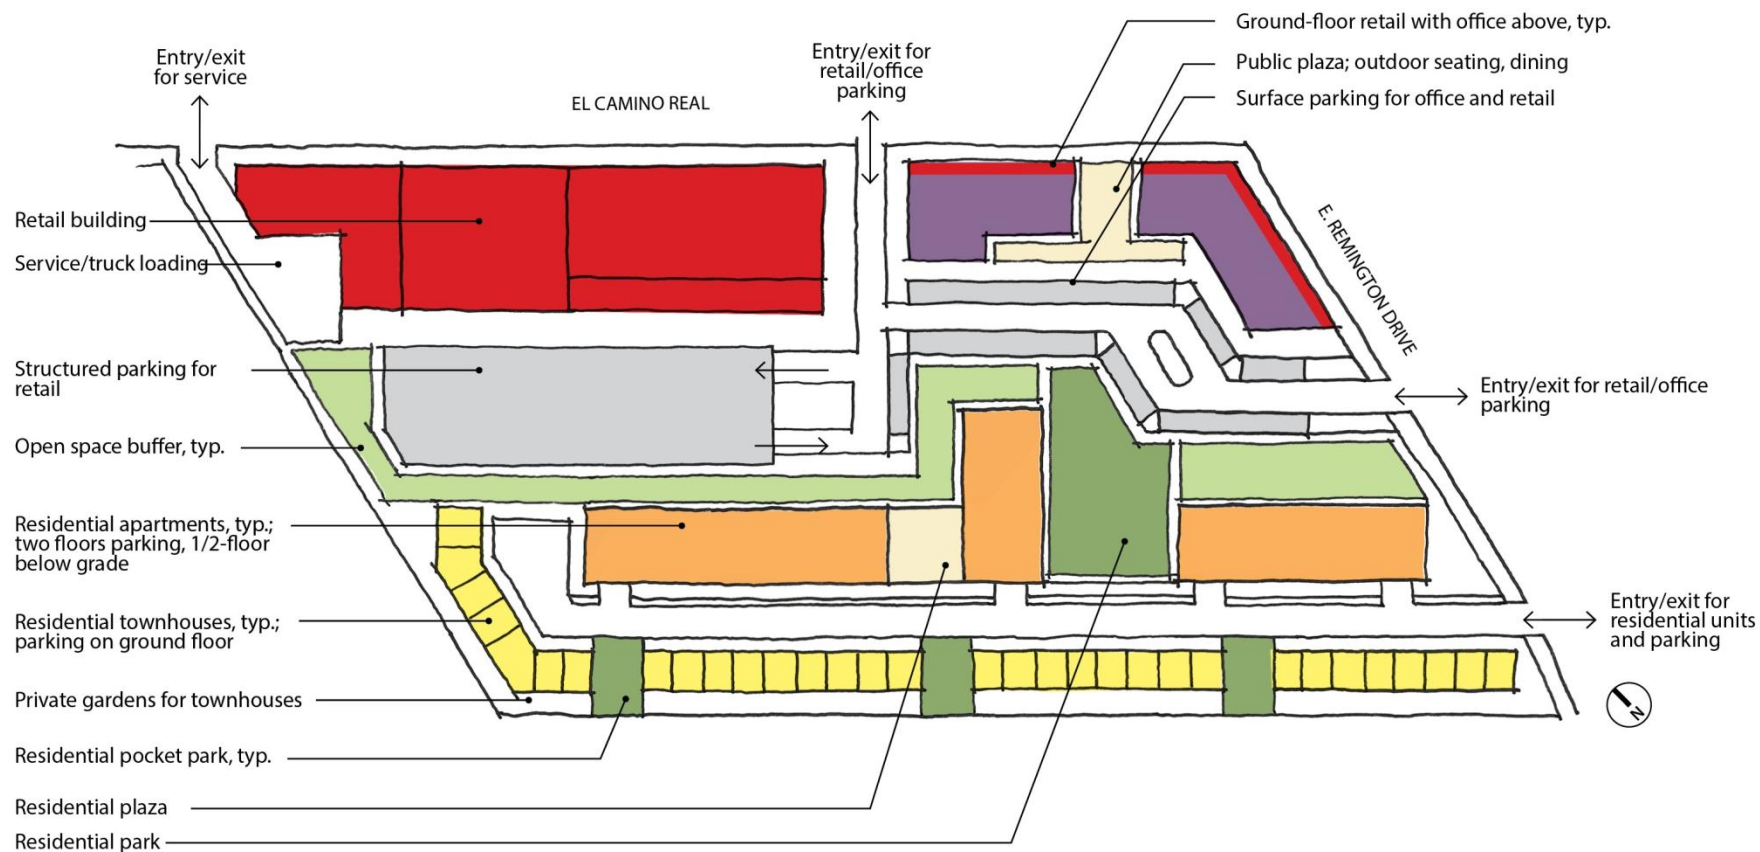 Entry/exit
for service
EL CAMINO REAL
Entry/exit for
retail/office
parking
Ground-floor retail with office above, typ.
Public plaza; outdoor seating, dining
Surface parking for office and retail
E. REMINGTON DRIVE
Retail building
Service/truck loading
Structured parking for
retail
Open space buffer, typ.
Entry/exit for retail/office
parking
Residential apartments, typ.;
two floors parking, 1/2-floor
below grade
Residential townhouses, typ.;
parking on ground floor
Entry/exit for
residential units
and parking
Private gardens for townhouses
N
Residential pocket park, typ.
Residential plaza
Residential park